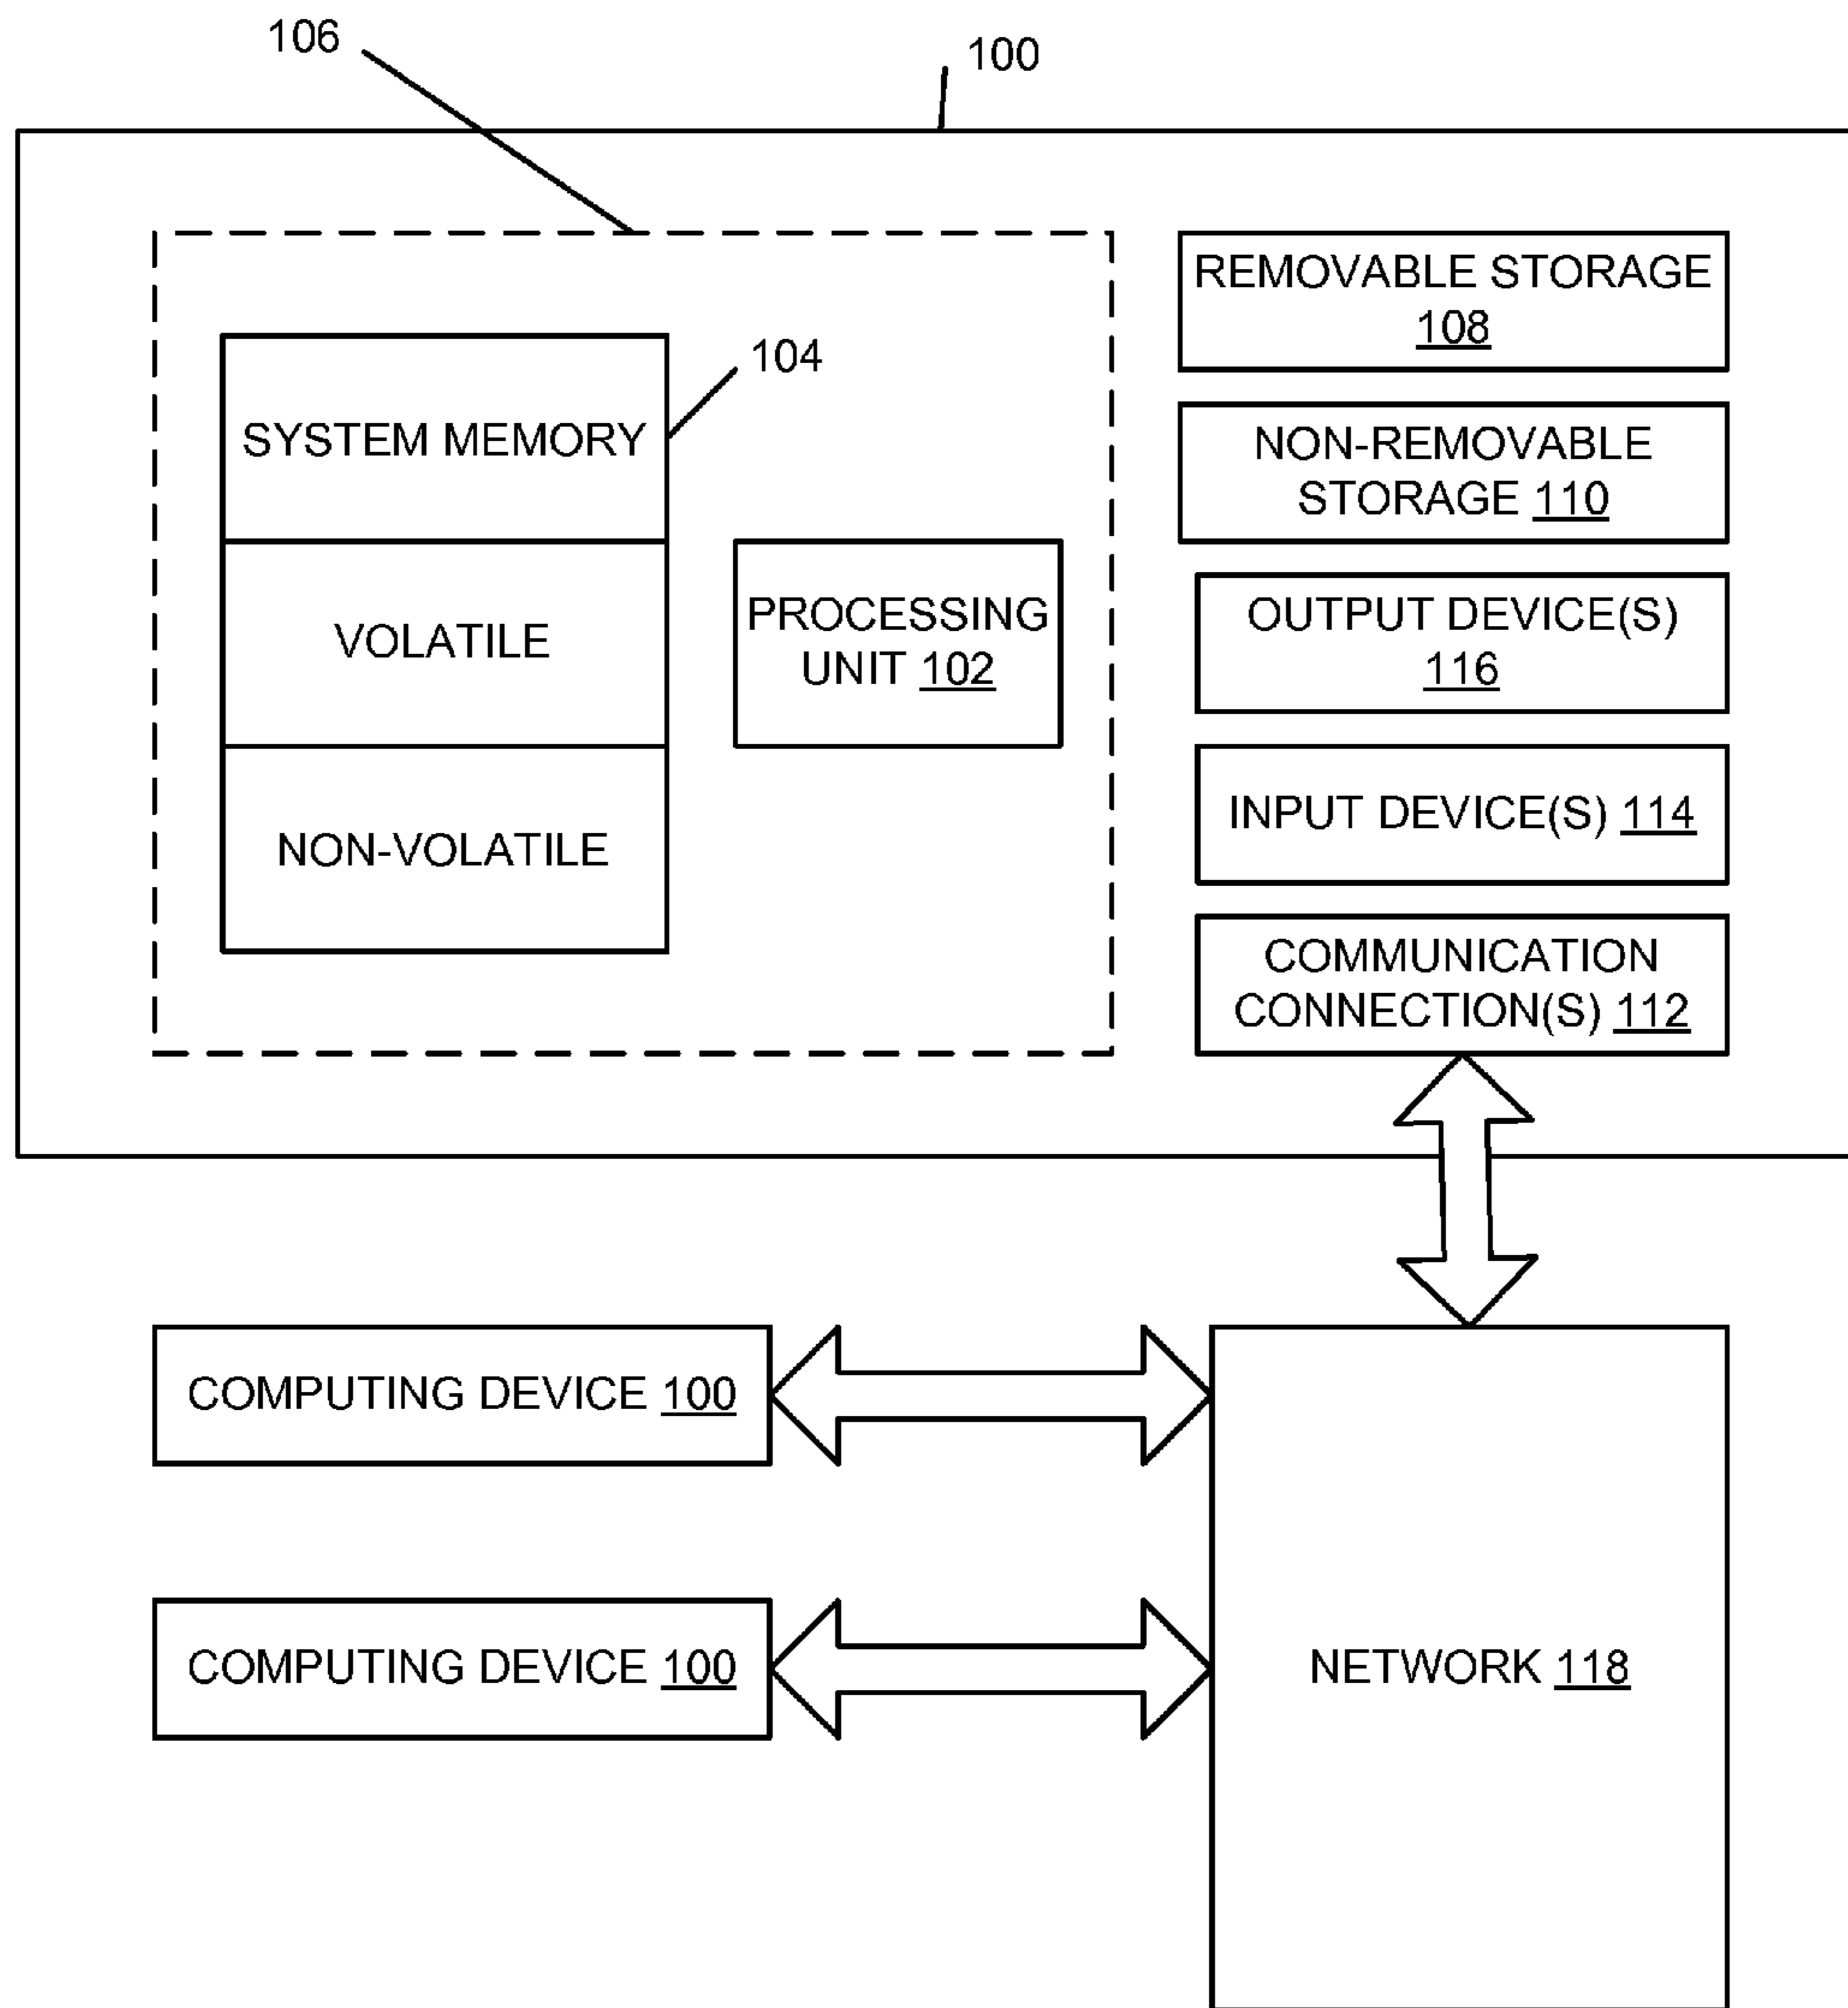 106
100
REMOVABLE STORAGE
108
104
SYSTEM MEMORY
NON-REMOVABLE
STORAGE 110
VOLATILE
PROCESSING
UNIT 102
OUTPUT DEVICE(S)
116
NON-VOLATILE
INPUT DEVICE(S) 114
COMMUNICATION
CONNECTION(S) 112
COMPUTING DEVICE 100
COMPUTING DEVICE 100
NETWORK 118